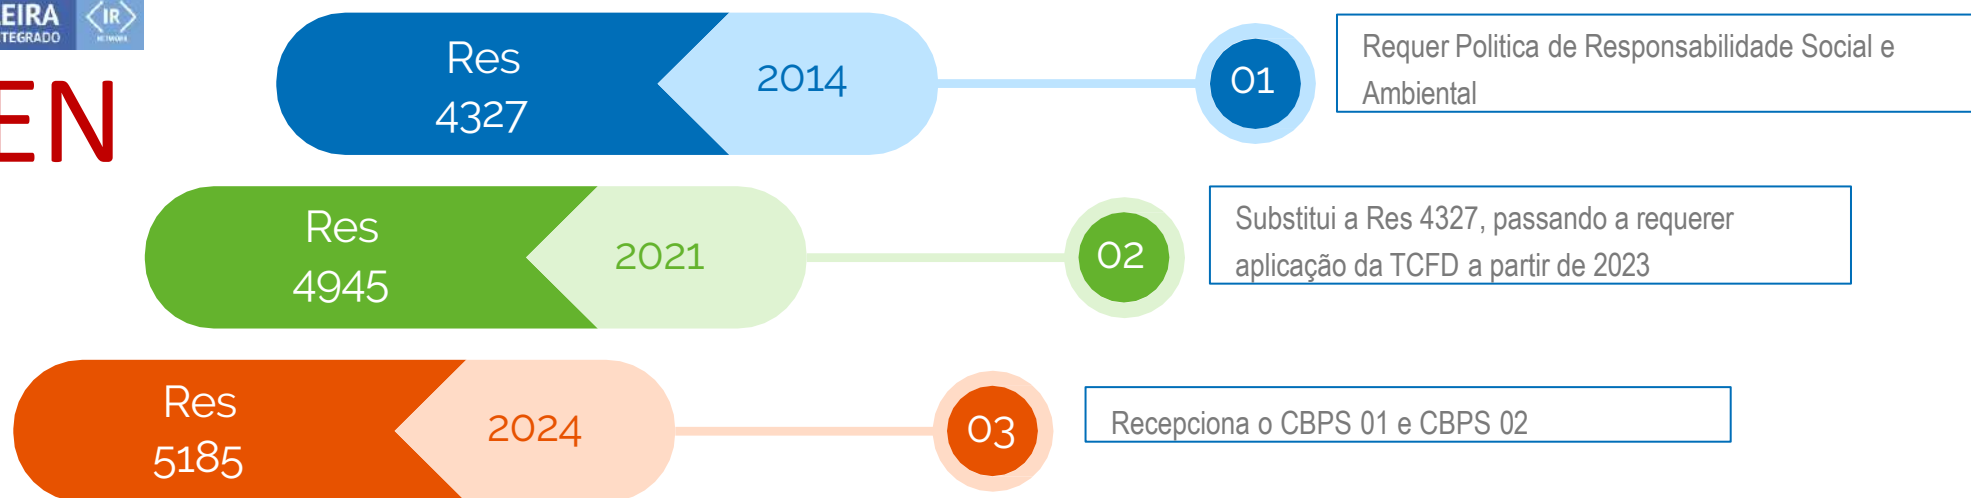 EIRA
TEGRADO
<IR>
NETWORK
EN
Res
4327
2014
01
Requer Politica de Responsabilidade Social e
Ambiental
Res
4945
2021
02
Substitui a Res 4327, passando a requerer
aplicação da TCFD a partir de 2023
Res
5185
2024
03
Recepciona o CBPS 01 e CBPS 02